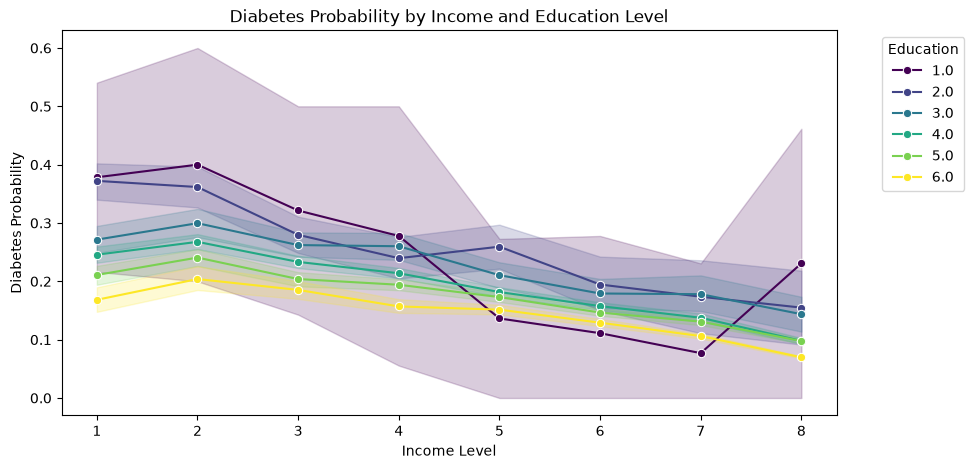 Diabetes Probability by Income and Education Level
Diabetes Probability
0.6
0.5
0.4
0.3
0.2
0.1
0.0
1 2 3 4 5 6 7 8
Income Level
Education
1.0
2.0
3.0
4.0
5.0
6.0